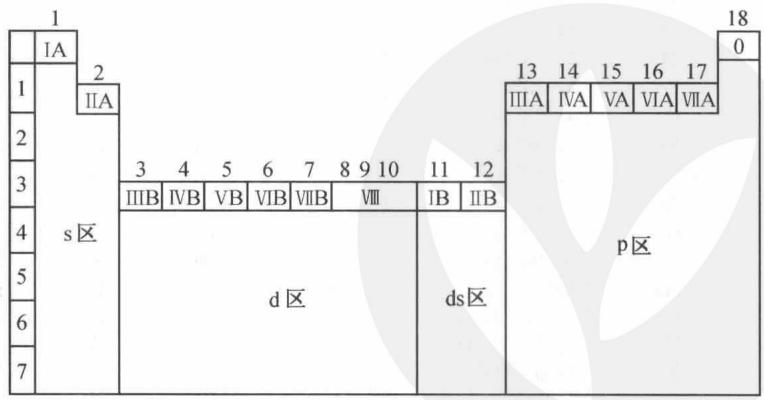 1 18
ⅠA 0
2 13 14 15 16 17
1 ⅡA ⅢA ⅣA ⅤA ⅥA ⅦA
2
3 4 5 6 7 8 9 10 11 12
3 ⅢB ⅣB ⅤB ⅥB ⅦB Ⅷ ⅠB ⅡB
4 s区 p区
5 d区 ds区
6
7